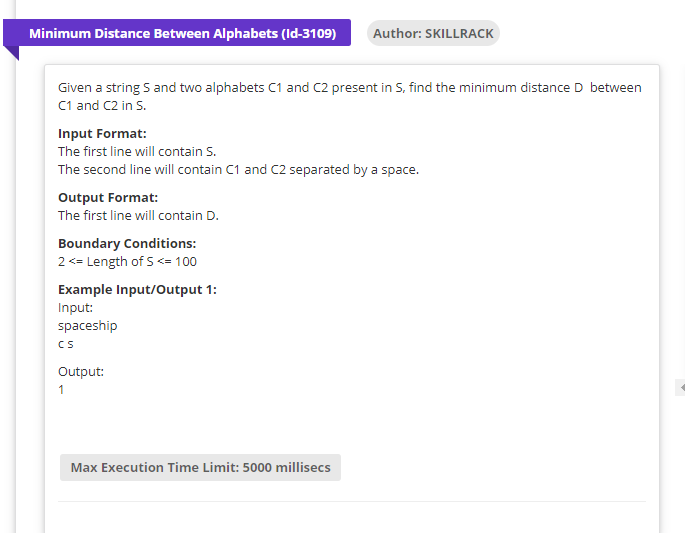 Minimum Distance Between Alphabets (Id-3109)
Author: SKILLRACK
Given a string S and two alphabets C1 and C2 present in S, find the minimum distance D between
C1 and C2 in S.
Input Format:
The first line will contain S.
The second line will contain C1 and C2 separated by a space.
Output Format:
The first line will contain D.
Boundary Conditions:
2 <= Length of S <= 100
Example Input/Output 1:
Input:
spaceship
c s
Output:
1
Max Execution Time Limit: 5000 millisecs